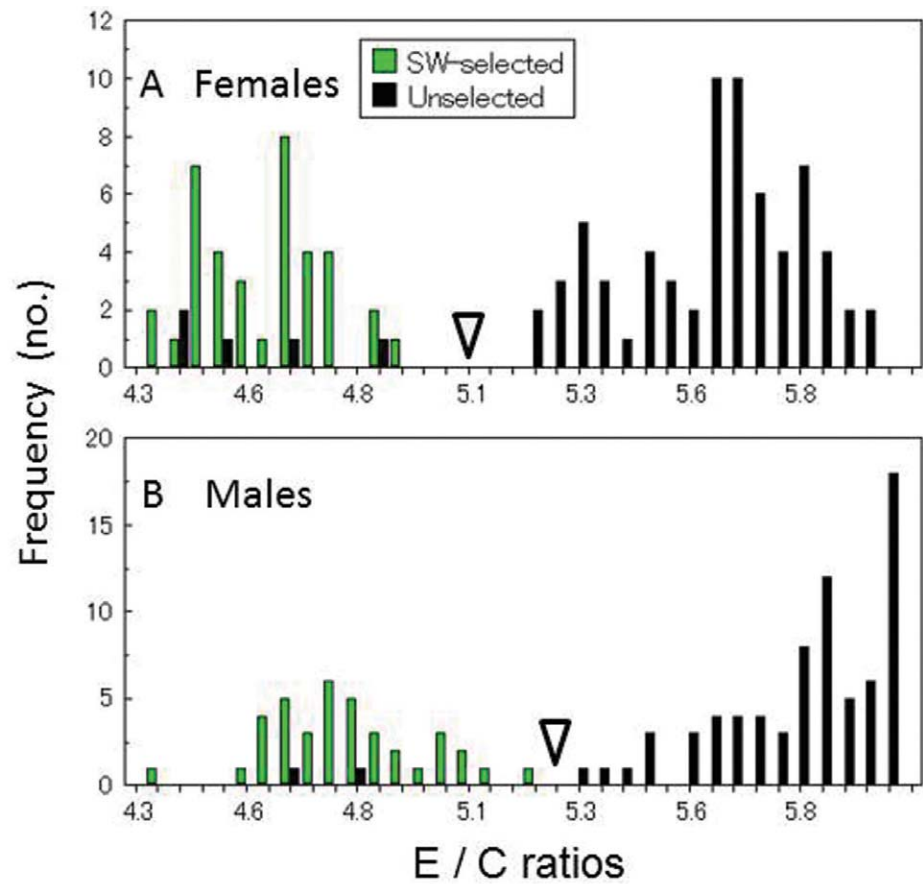 12
10
8
6
4
2
0
A Females
SW-selected
Unselected
4.3 4.6 4.8 5.1 5.3 5.6 5.8
Frequency (no.)
20
15
10
5
0
B Males
4.3 4.6 4.8 5.1 5.3 5.6 5.8
E / C ratios